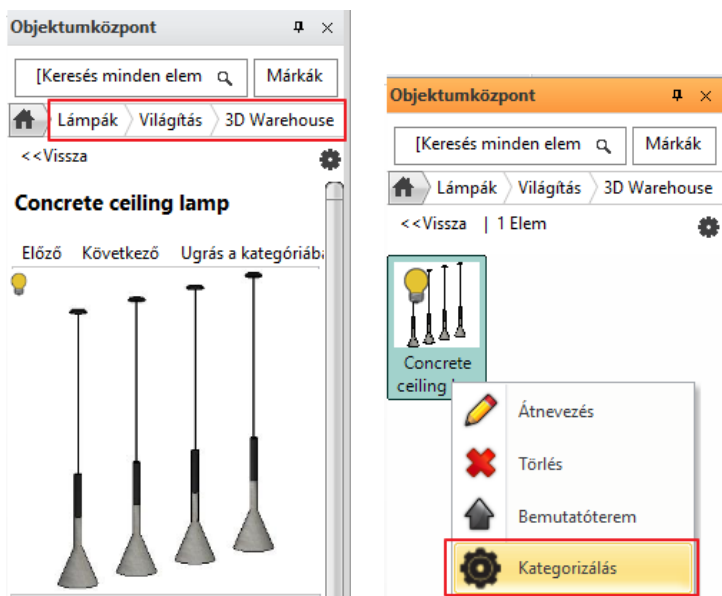 Objektumközpont
[Keresés minden elem Márkák
Lámpák Világítás 3D Warehouse
<<Vissza
Concrete ceiling lamp
Előző Következő Ugrás a kategóriáb
Objektumközpont
[Keresés minden elem Márkák
Lámpák Világítás 3D Warehouse
<<Vissza | 1 Elem
Concrete
ceiling
Átnevezés
Törlés
Bemutatóterem
Kategorizálás